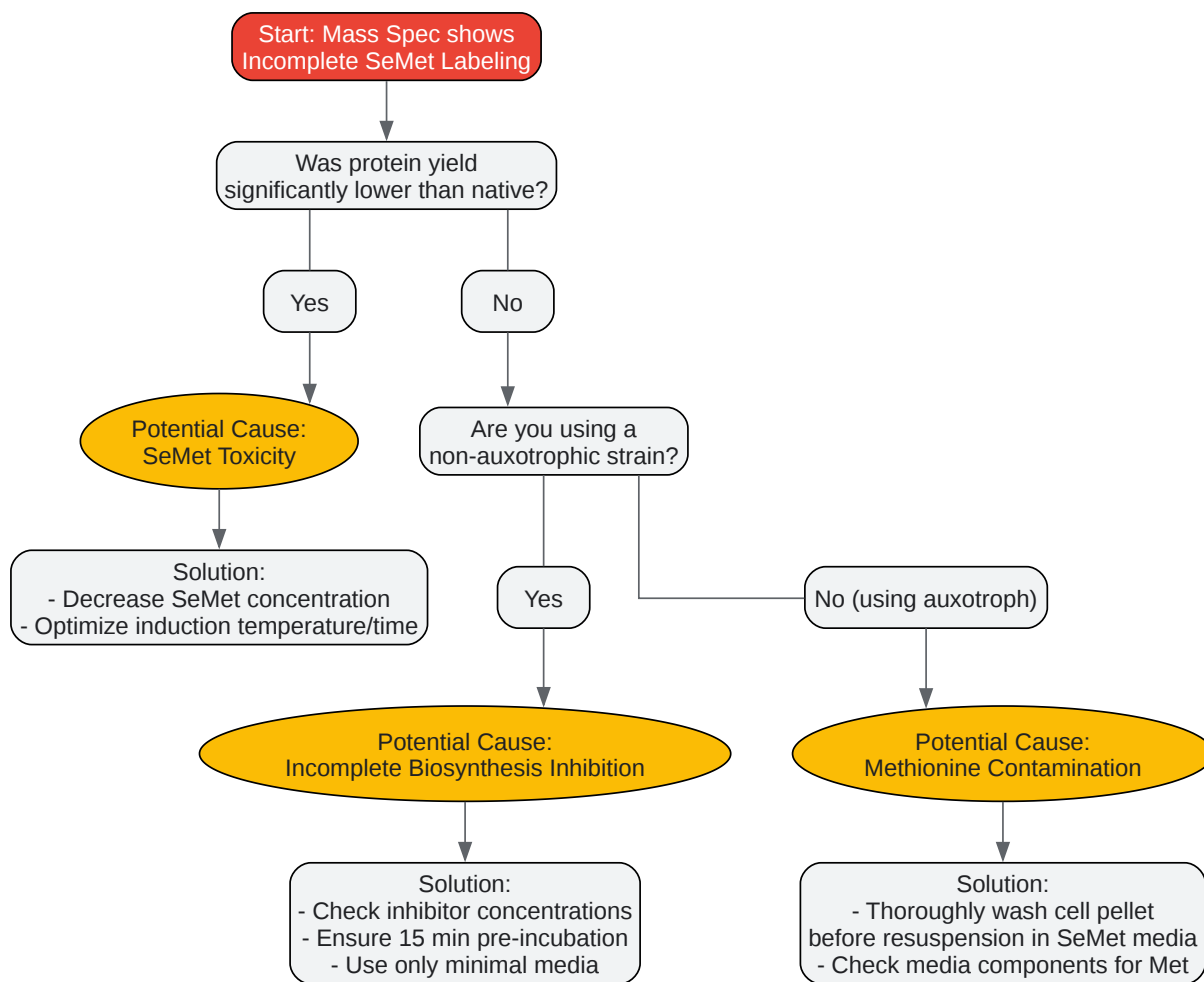 Start: Mass Spec shows
Incomplete SeMet Labeling
Was protein yield
significantly lower than native?
Yes
No
Potential Cause:
SeMet Toxicity
Are you using a
non-auxotrophic strain?
Solution:
- Decrease SeMet concentration
- Optimize induction temperature/time
Yes
No (using auxotroph)
Potential Cause:
Incomplete Biosynthesis Inhibition
Potential Cause:
Methionine Contamination
Solution:
- Check inhibitor concentrations
- Ensure 15 min pre-incubation
- Use only minimal media
Solution:
- Thoroughly wash cell pellet
before resuspension in SeMet media
- Check media components for Met